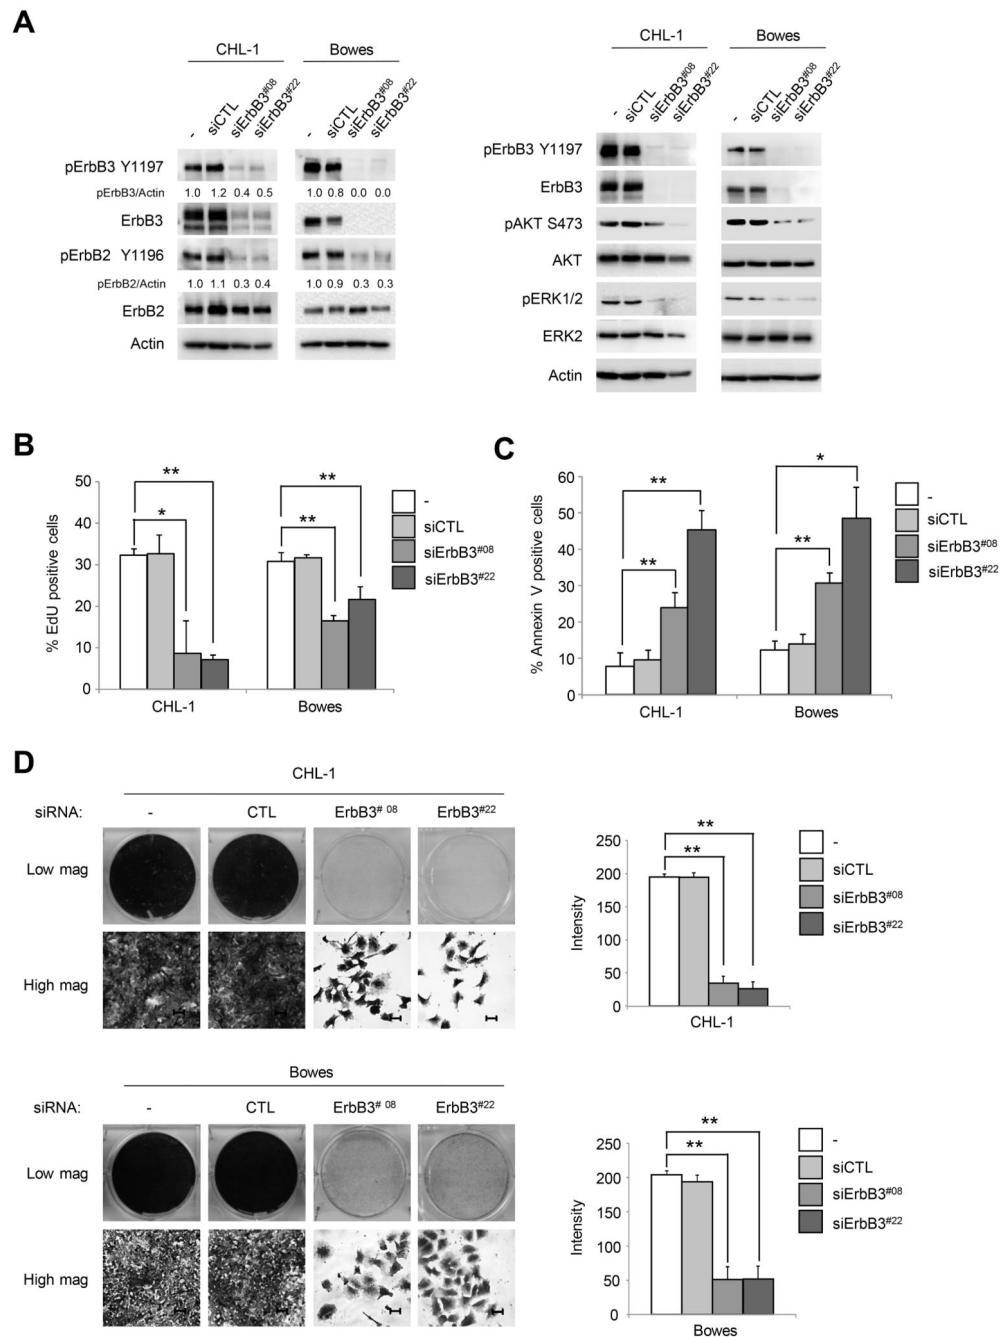 A
CHL-1 Bowes
- siCTL siErbB3#08 siErbB3#22 - siCTL siErbB3#08 siErbB3#22
pErbB3 Y1197
pErbB3/Actin 1.0 1.2 0.4 0.5 1.0 0.8 0.0 0.0
ErbB3
pErbB2 Y1196
pErbB2/Actin 1.0 1.1 0.3 0.4 1.0 0.9 0.3 0.3
ErbB2
Actin
CHL-1 Bowes
- siCTL siErbB3#08 siErbB3#22 - siCTL siErbB3#08 siErbB3#22
pErbB3 Y1197
ErbB3
pAKT S473
AKT
pERK1/2
ERK2
Actin
B
% EdU positive cells
50
40
30
20
10
0
**
*
**
**
CHL-1 Bowes
-
siCTL
siErbB3#08
siErbB3#22
C
% Annexin V positive cells
60
50
40
30
20
10
0
**
**
*
**
CHL-1 Bowes
-
siCTL
siErbB3#08
siErbB3#22
D
CHL-1
siRNA: - CTL ErbB3# 08 ErbB3#22
Low mag
High mag
Intensity
250
200
150
100
50
0
**
**
CHL-1
-
siCTL
siErbB3#08
siErbB3#22
Bowes
siRNA: - CTL ErbB3# 08 ErbB3#22
Low mag
High mag
Intensity
250
200
150
100
50
0
**
**
Bowes
-
siCTL
siErbB3#08
siErbB3#22